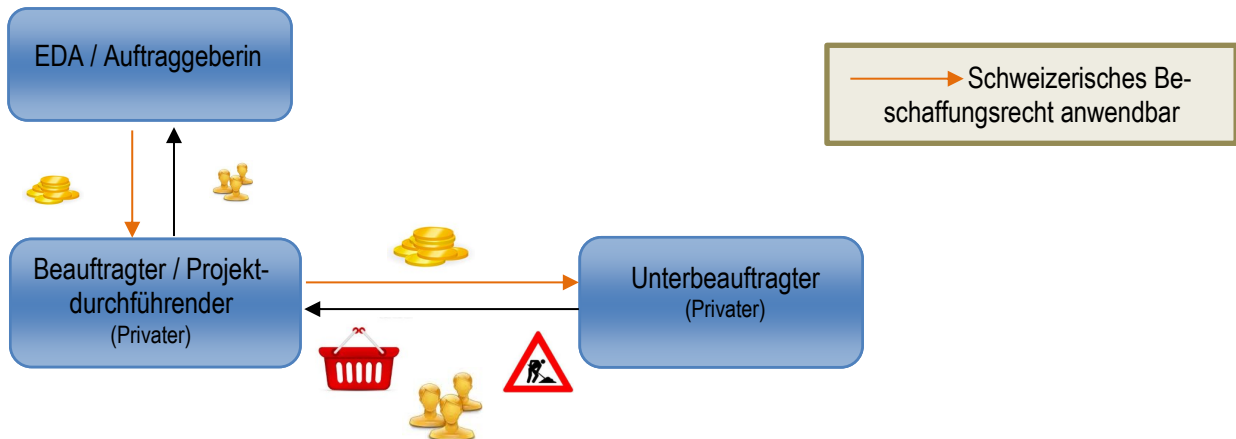 EDA / Auftraggeberin
Schweizerisches Be-
schaffungsrecht anwendbar
Beauftragter / Projekt-
durchführender
(Privater)
Unterbeauftragter
(Privater)